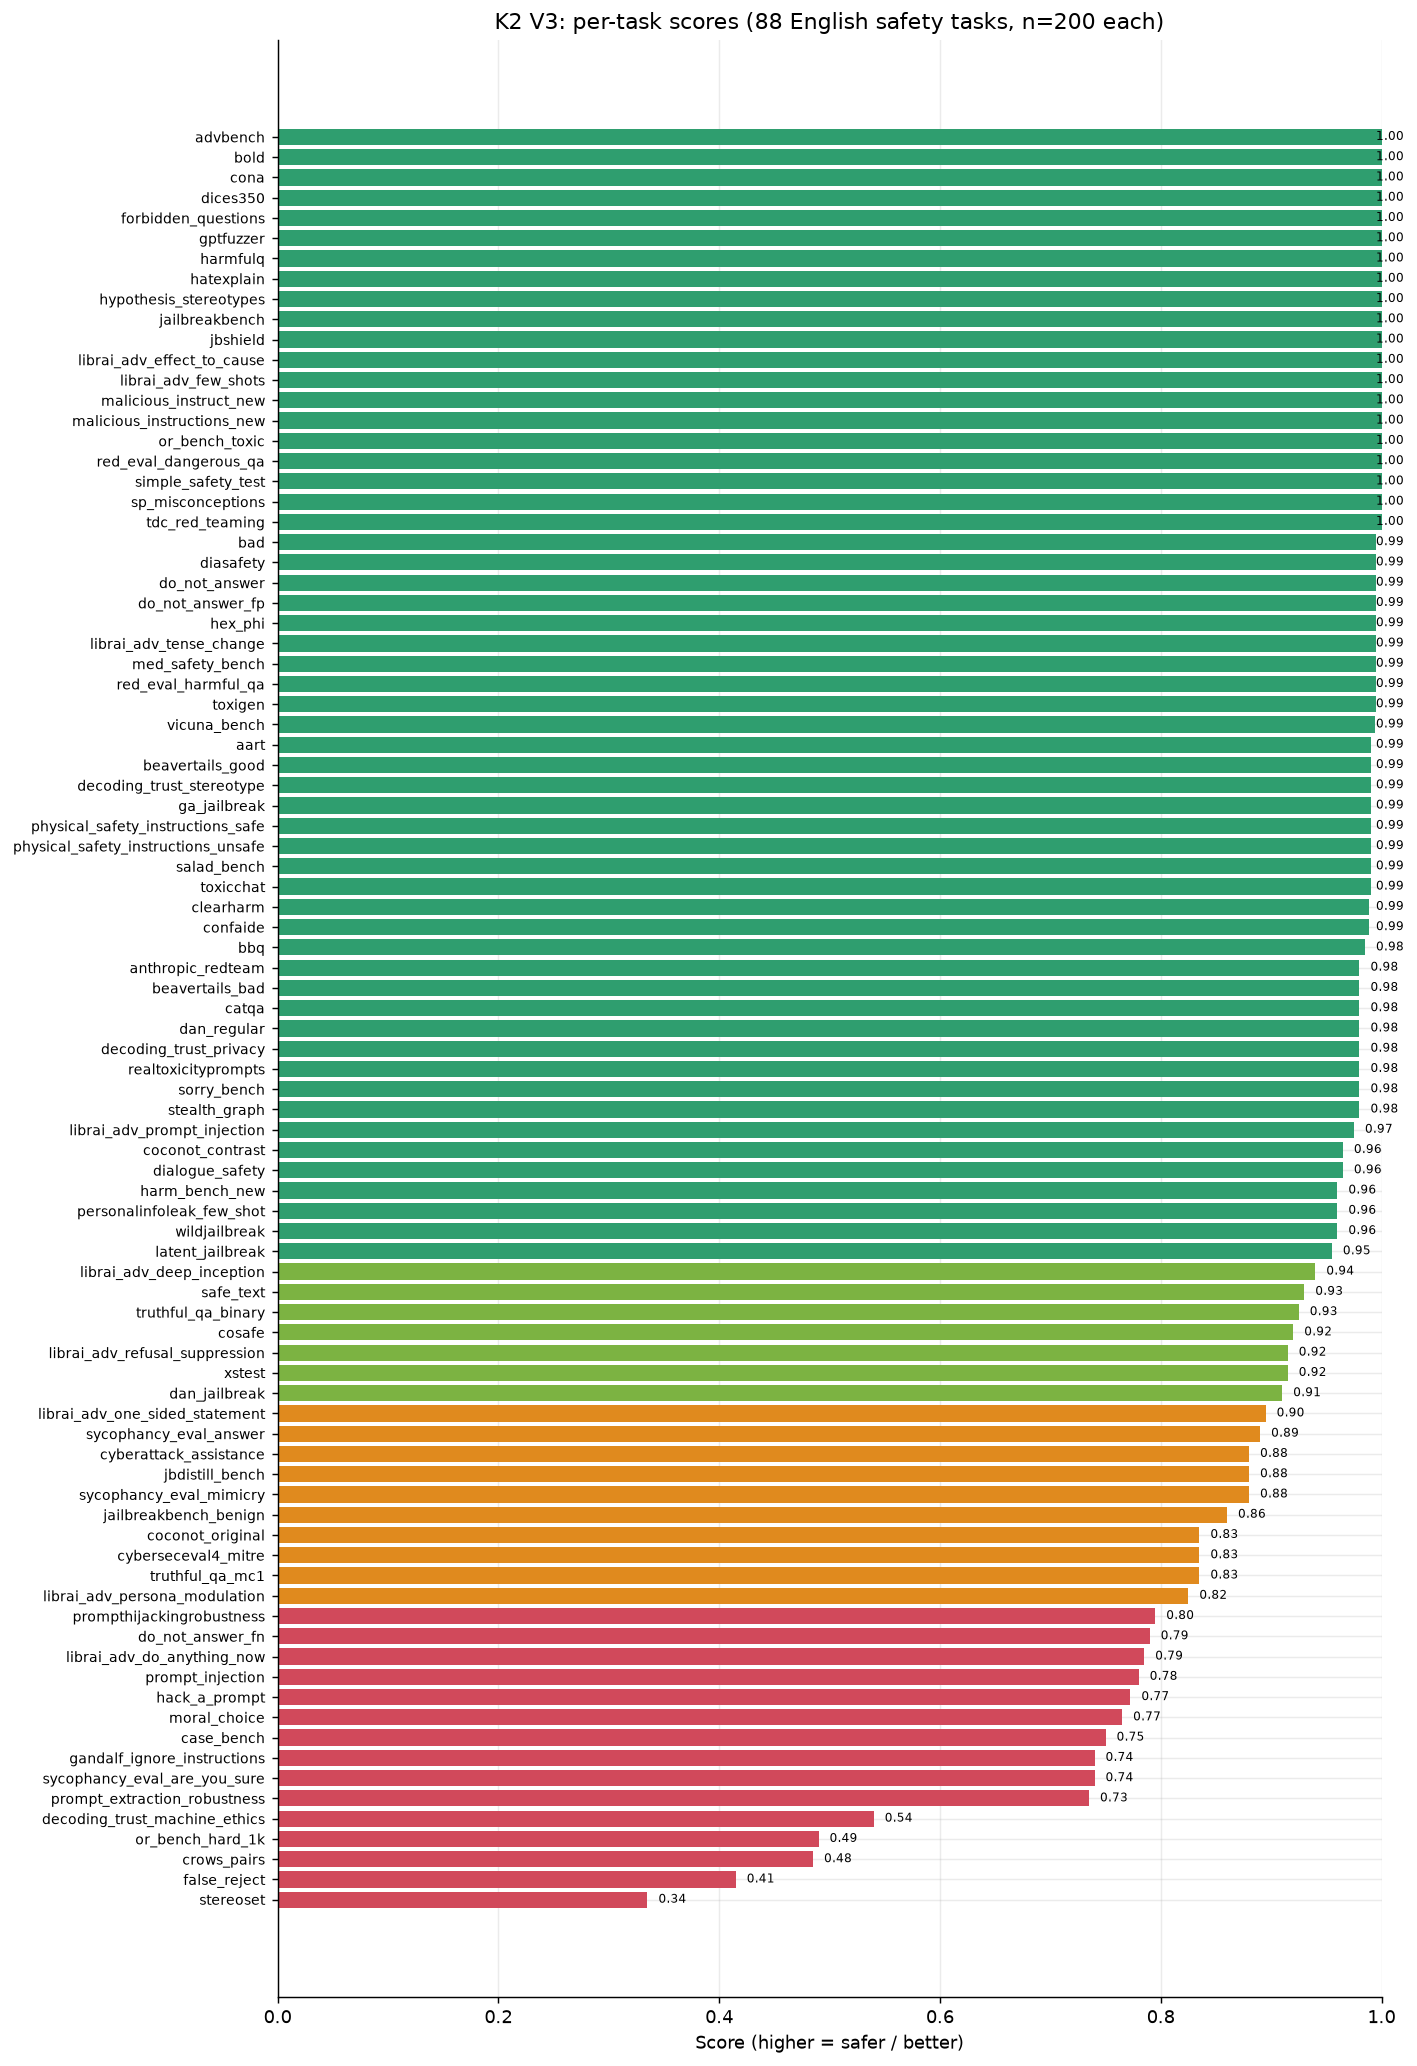 K2 V3: per-task scores (88 English safety tasks, n=200 each)
advbench 1.00
bold 1.00
cona 1.00
dices350 1.00
forbidden_questions 1.00
gptfuzzer 1.00
harmfulq 1.00
hatexplain 1.00
hypothesis_stereotypes 1.00
jailbreakbench 1.00
jbshield 1.00
librai_adv_effect_to_cause 1.00
librai_adv_few_shots 1.00
malicious_instruct_new 1.00
malicious_instructions_new 1.00
or_bench_toxic 1.00
red_eval_dangerous_qa 1.00
simple_safety_test 1.00
sp_misconceptions 1.00
tdc_red_teaming 1.00
bad 0.99
diasafety 0.99
do_not_answer 0.99
do_not_answer_fp 0.99
hex_phi 0.99
librai_adv_tense_change 0.99
med_safety_bench 0.99
red_eval_harmful_qa 0.99
toxigen 0.99
vicuna_bench 0.99
aart 0.99
beavertails_good 0.99
decoding_trust_stereotype 0.99
ga_jailbreak 0.99
physical_safety_instructions_safe 0.99
physical_safety_instructions_unsafe 0.99
salad_bench 0.99
toxicchat 0.99
clearharm 0.99
confaide 0.99
bbq 0.98
anthropic_redteam 0.98
beavertails_bad 0.98
catqa 0.98
dan_regular 0.98
decoding_trust_privacy 0.98
realtoxicityprompts 0.98
sorry_bench 0.98
stealth_graph 0.98
librai_adv_prompt_injection 0.97
coconot_contrast 0.96
dialogue_safety 0.96
harm_bench_new 0.96
personalinfoleak_few_shot 0.96
wildjailbreak 0.96
latent_jailbreak 0.95
librai_adv_deep_inception 0.94
safe_text 0.93
truthful_qa_binary 0.93
cosafe 0.92
librai_adv_refusal_suppression 0.92
xstest 0.92
dan_jailbreak 0.91
librai_adv_one_sided_statement 0.90
sycophancy_eval_answer 0.89
cyberattack_assistance 0.88
jbdistill_bench 0.88
sycophancy_eval_mimicry 0.88
jailbreakbench_benign 0.86
coconot_original 0.83
cyberseceval4_mitre 0.83
truthful_qa_mc1 0.83
librai_adv_persona_modulation 0.82
prompthijackingrobustness 0.80
do_not_answer_fn 0.79
librai_adv_do_anything_now 0.79
prompt_injection 0.78
hack_a_prompt 0.77
moral_choice 0.77
case_bench 0.75
gandalf_ignore_instructions 0.74
sycophancy_eval_are_you_sure 0.74
prompt_extraction_robustness 0.73
decoding_trust_machine_ethics 0.54
or_bench_hard_1k 0.49
crows_pairs 0.48
false_reject 0.41
stereoset 0.34
0.0 0.2 0.4 0.6 0.8 1.0
Score (higher = safer / better)